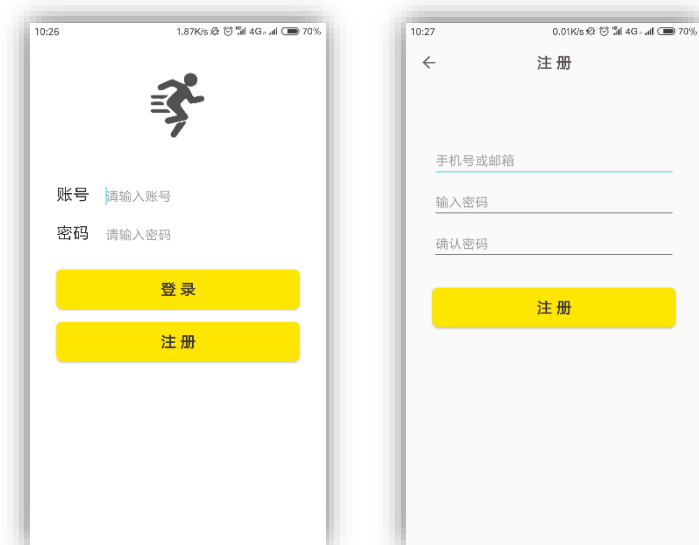 10:26 1.87K/s 4G 70%
账号 请输入账号
密码 请输入密码
登录
注册
10:27 0.01K/s 4G 70%
注册
手机号或邮箱
输入密码
确认密码
注册